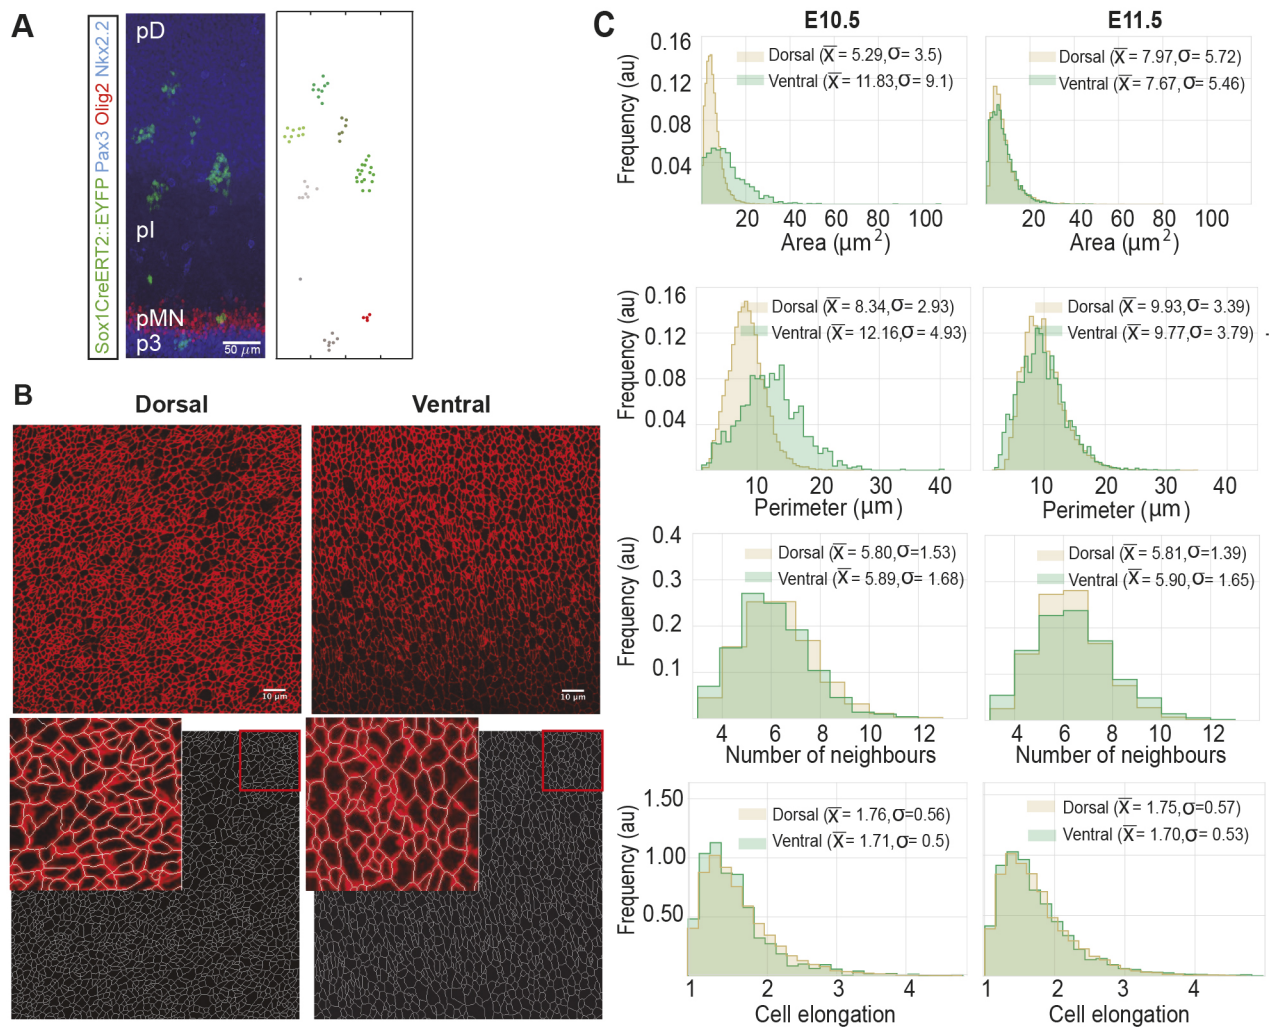 A
Sox1CreERT2::EYFP Pax3 Olig2 Nkx2.2
pD
pI
pMN
p3
50 μm
B
Dorsal
Ventral
10 μm
10 μm
C
E10.5
E11.5
Frequency (au)
0.16
0.12
0.08
0.04
Dorsal (x̅ = 5.29,σ= 3.5)
Ventral (x̅ = 11.83,σ= 9.1)
20 40 60 80 100
Area (µm²)
Dorsal (x̅ = 7.97,σ= 5.72)
Ventral (x̅ = 7.67,σ= 5.46)
20 40 60 80 100
Area (µm²)
Frequency (au)
0.16
0.12
0.08
0.04
Dorsal (x̅ = 8.34,σ= 2.93)
Ventral (x̅ = 12.16,σ= 4.93)
10 20 30 40
Perimeter (µm)
Dorsal (x̅ = 9.93,σ= 3.39)
Ventral (x̅ = 9.77,σ= 3.79)
10 20 30 40
Perimeter (µm)
Frequency (au)
0.4
0.3
0.2
0.1
Dorsal (x̅ = 5.80,σ=1.53)
Ventral (x̅ = 5.89,σ= 1.68)
4 6 8 10 12
Number of neighbours
Dorsal (x̅ = 5.81,σ= 1.39)
Ventral (x̅ = 5.90,σ= 1.65)
4 6 8 10 12
Number of neighbours
Frequency (au)
1.50
1.00
0.50
Dorsal (x̅ = 1.76,σ=0.56)
Ventral (x̅ = 1.71,σ= 0.5)
1 2 3 4
Cell elongation
Dorsal (x̅ = 1.75,σ=0.57)
Ventral (x̅ = 1.70,σ= 0.53)
1 2 3 4
Cell elongation